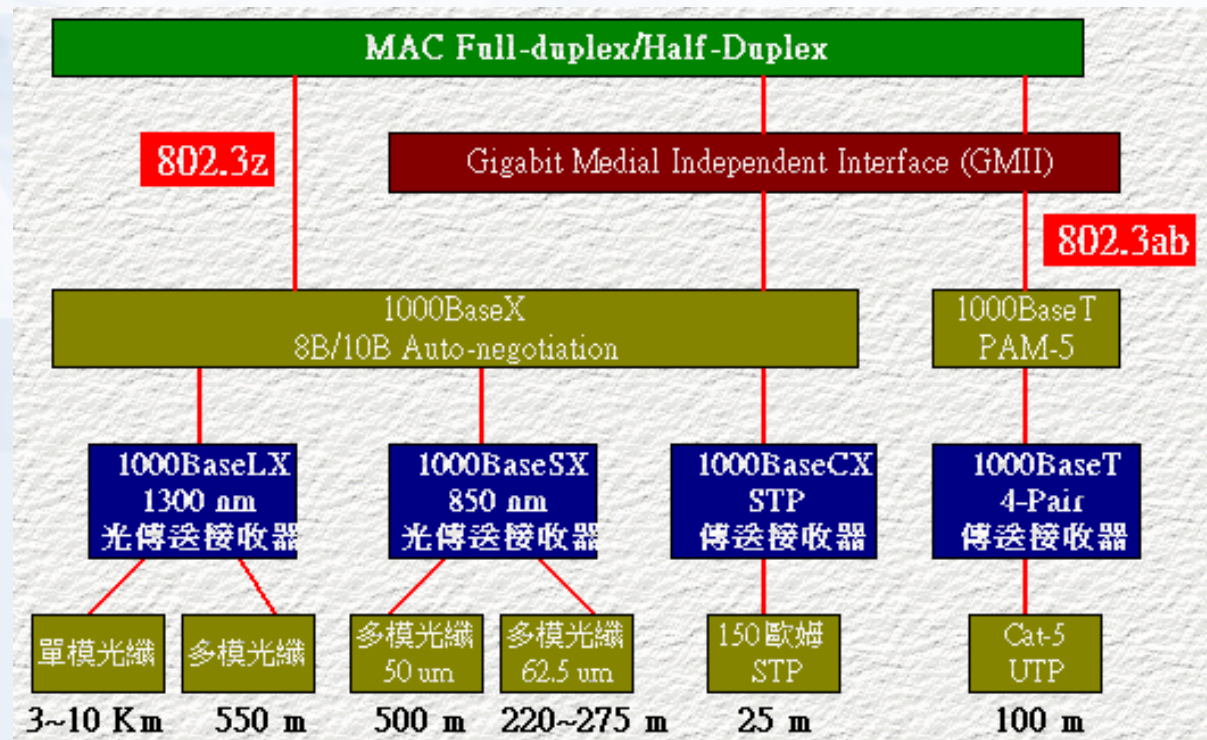 MAC Full-duplex/Half-Duplex
802.3z
Gigabit Medial Independent Interface (GMII)
802.3ab
1000BaseX
8B/10B Auto-negotiation
1000BaseT
PAM-5
1000BaseLX
1300 nm
光傳送接收器
1000BaseSX
850 nm
光傳送接收器
1000BaseCX
STP
傳送接收器
1000BaseT
4-Pair
傳送接收器
單模光纖
多模光纖
多模光纖
50 um
多模光纖
62.5 um
150歐姆
STP
Cat-5
UTP
3~10 Km
550 m
500 m
220~275 m
25 m
100 m